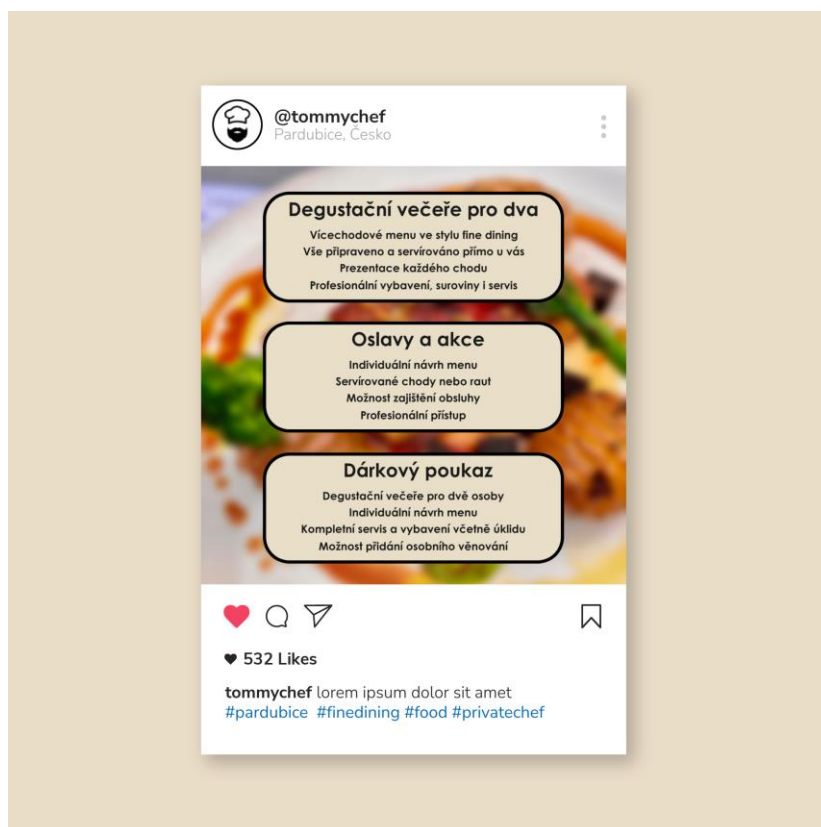 @tommychef
Pardubice, Česko
Degustační večeře pro dva
Vícechodové menu ve stylu fine dining
Vše připraveno a servírováno přímo u vás
Prezentace každého chodu
Profesionální vybavení, suroviny i servis
Oslavy a akce
Individuální návrh menu
Servírované chody nebo raut
Možnost zajištění obsluhy
Profesionální přístup
Dárkový poukaz
Degustační večeře pro dvě osoby
Individuální návrh menu
Kompletní servis a vybavení včetně úklidu
Možnost přidání osobního věnování
532 Likes
tommychef lorem ipsum dolor sit amet
#pardubice #finedining #food #privatechef